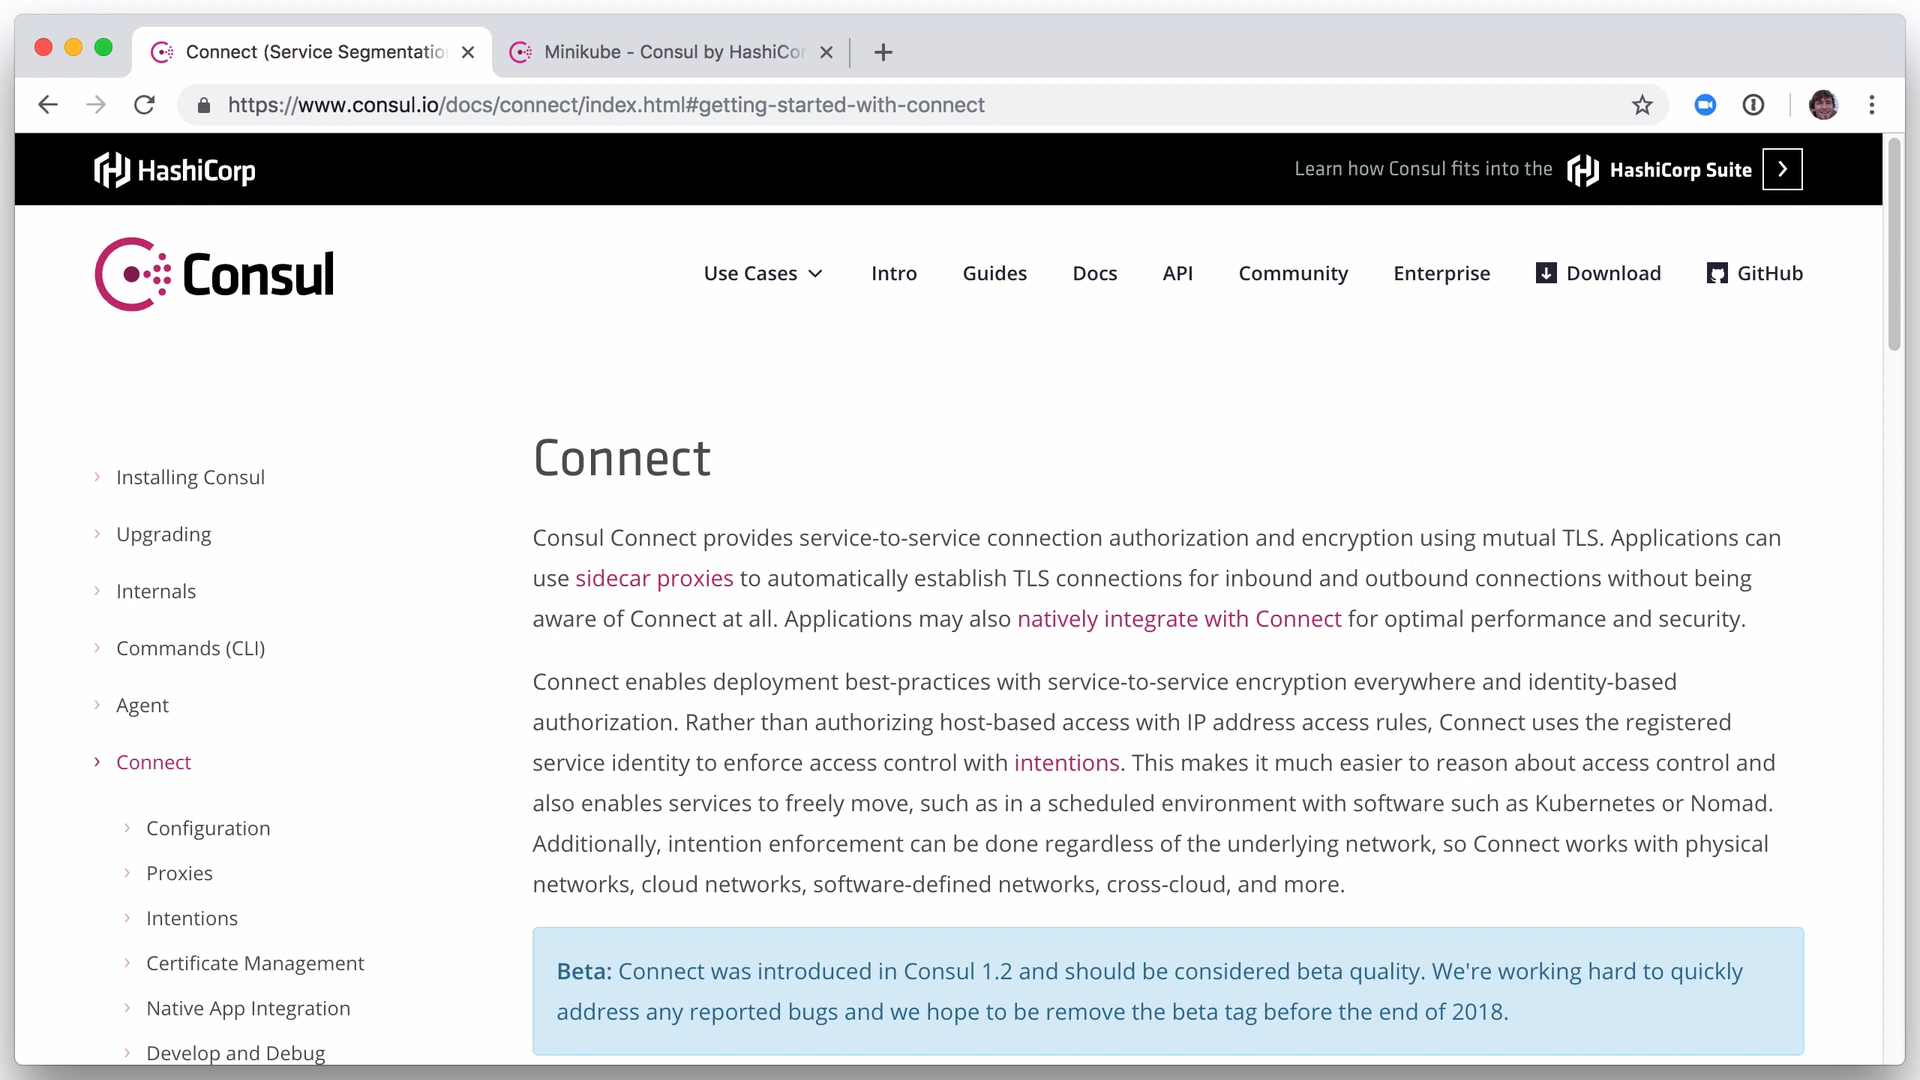 Connect (Service Segmentatio
Minikube - Consul by HashiCor
https://www.consul.io/docs/connect/index.html#getting-started-with-connect
HashiCorp
Learn how Consul fits into the HashiCorp Suite
Consul
Use Cases Intro Guides Docs API Community Enterprise Download GitHub
Connect
Installing Consul
Upgrading
Internals
Commands (CLI)
Agent
Connect
Configuration
Proxies
Intentions
Certificate Management
Native App Integration
Develop and Debug
Consul Connect provides service-to-service connection authorization and encryption using mutual TLS. Applications can
use sidecar proxies to automatically establish TLS connections for inbound and outbound connections without being
aware of Connect at all. Applications may also natively integrate with Connect for optimal performance and security.
Connect enables deployment best-practices with service-to-service encryption everywhere and identity-based
authorization. Rather than authorizing host-based access with IP address access rules, Connect uses the registered
service identity to enforce access control with intentions. This makes it much easier to reason about access control and
also enables services to freely move, such as in a scheduled environment with software such as Kubernetes or Nomad.
Additionally, intention enforcement can be done regardless of the underlying network, so Connect works with physical
networks, cloud networks, software-defined networks, cross-cloud, and more.
Beta: Connect was introduced in Consul 1.2 and should be considered beta quality. We're working hard to quickly
address any reported bugs and we hope to be remove the beta tag before the end of 2018.